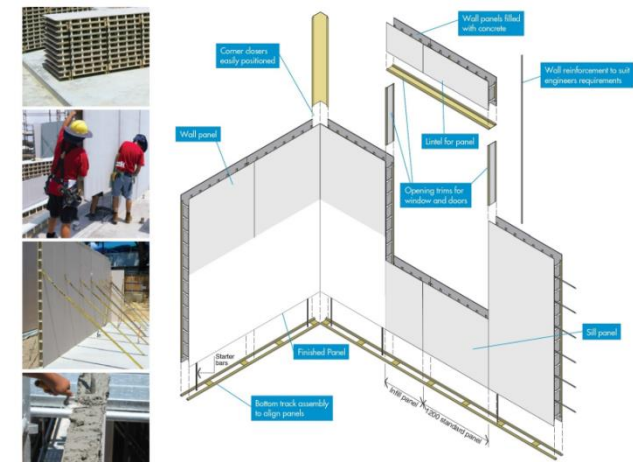 Wall panels filled
with concrete
Corner closers
easily positioned
Wall reinforcement to suit
engineers requirements
Wall panel
Lintel for panel
Opening trims for
window and doors
Sill panel
Finished Panel
Starter
bars
Bottom track assembly
to align panels
Infill panel
1200 standard panel